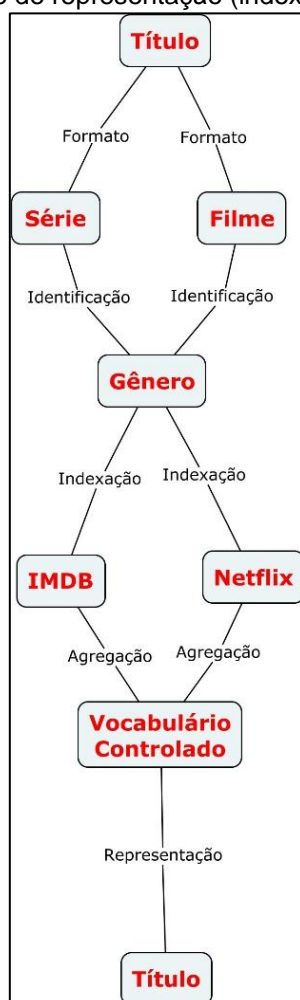 de representação (index
Título
Formato
Formato
Série
Filme
Identificação
Identificação
Gênero
Indexação
Indexação
IMDB
Netflix
Agregação
Agregação
Vocabulário
Controlado
Representação
Título